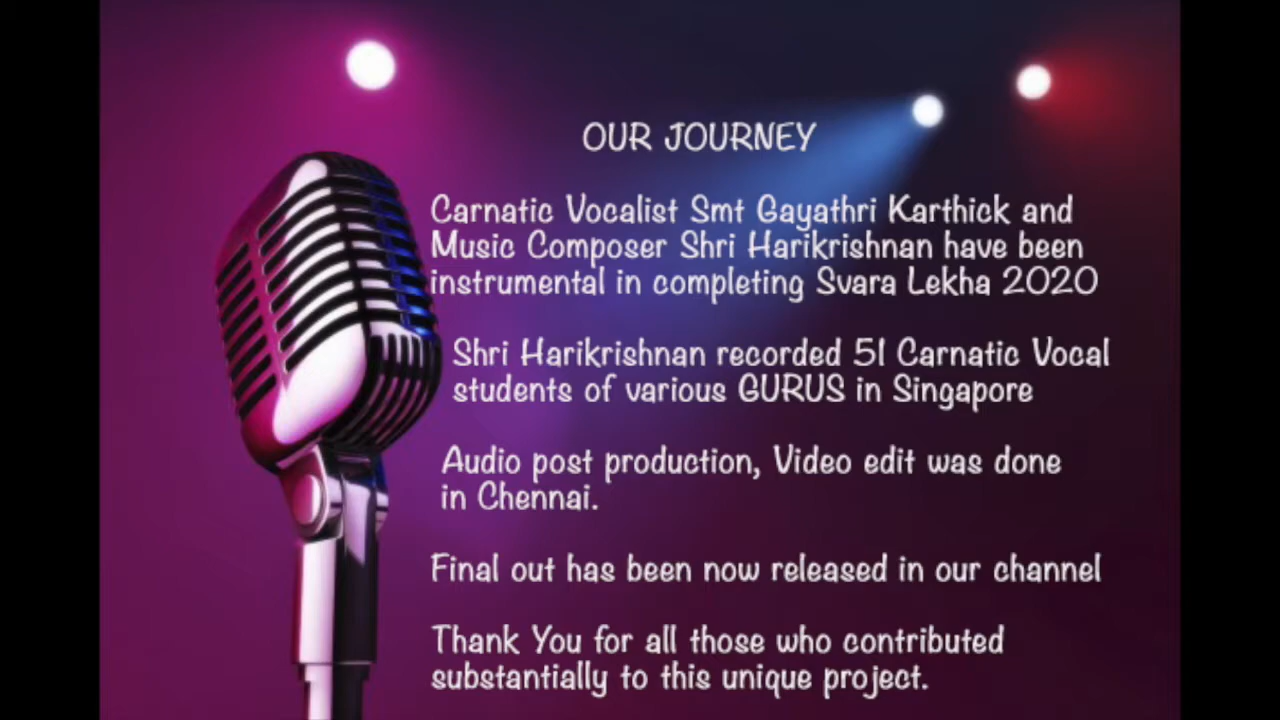 OUR JOURNEY
Carnatic Vocalist Smt Gayathri Karthick and
Music Composer Shri Harikrishnan have been
instrumental in completing Svara Lekha 2020
Shri Harikrishnan recorded 51 Carnatic Vocal
students of various GURUS in Singapore
Audio post production, Video edit was done
in Chennai.
Final out has been now released in our channel
Thank You for all those who contributed
substantially to this unique project.